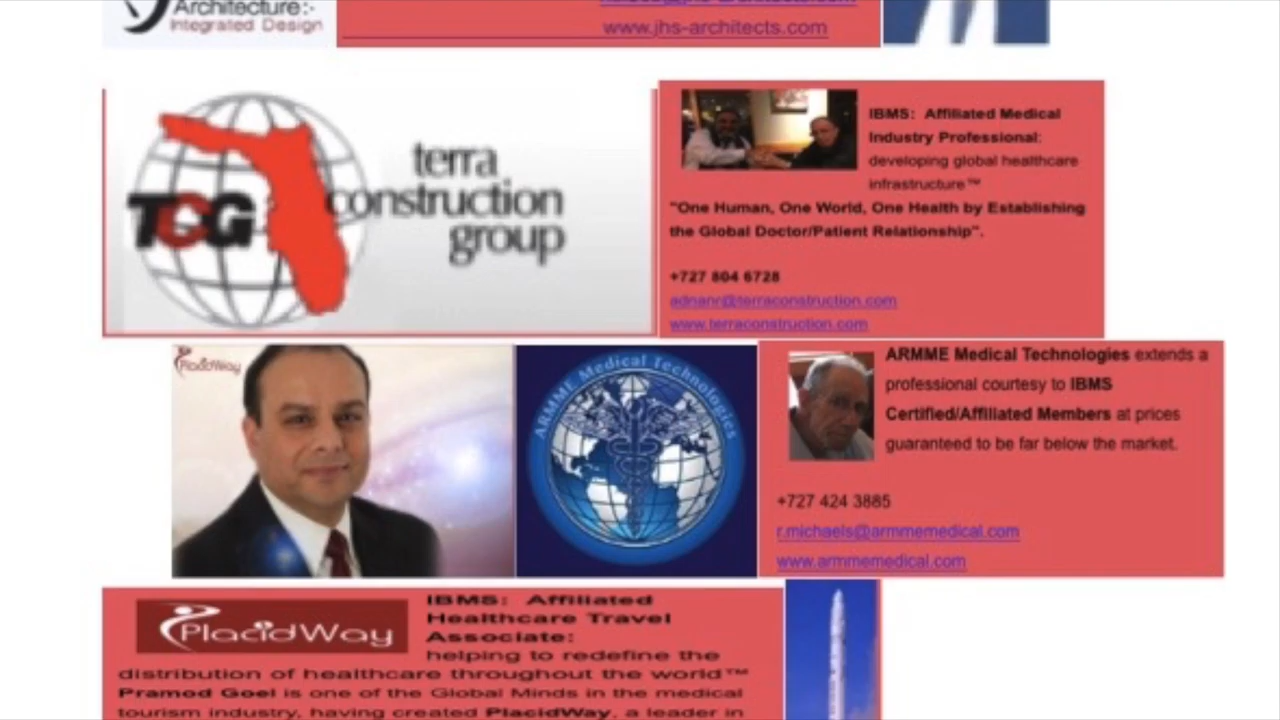 Architecture:-
Integrated Design
www.jhs-architects.com
TCG
terra
construction
group
IBMS: Affiliated Medical
Industry Professional:
developing global healthcare
infrastructure™
"One Human, One World, One Health by Establishing
the Global Doctor/Patient Relationship".
+727 804 6728
adnanr@terraconstruction.com
www.terraconstruction.com
PlacidWay
ARMME Medical Technologies
ARMME Medical Technologies extends a
professional courtesy to IBMS
Certified/Affiliated Members at prices
guaranteed to be far below the market.
+727 424 3885
r.michaels@armmemedical.com
www.armmemedical.com
PlacidWay
IBMS: Affiliated
Healthcare Travel
Associate:
helping to redefine the
distribution of healthcare throughout the world™
Pramod Goel is one of the Global Minds in the medical
tourism industry, having created PlacidWay, a leader in